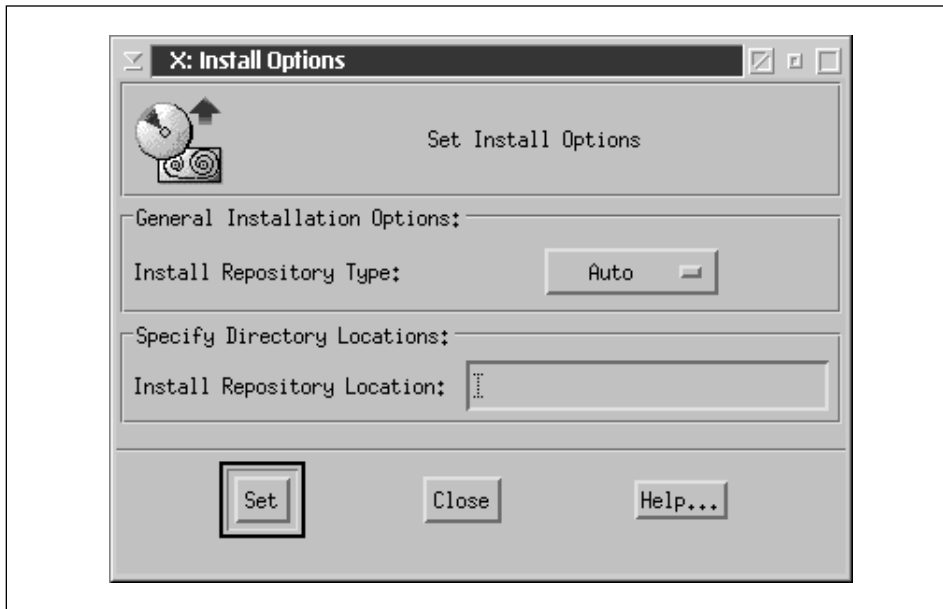 X: Install Options
Set Install Options
General Installation Options:
Install Repository Type: Auto
Specify Directory Locations:
Install Repository Location:
Set Close Help...